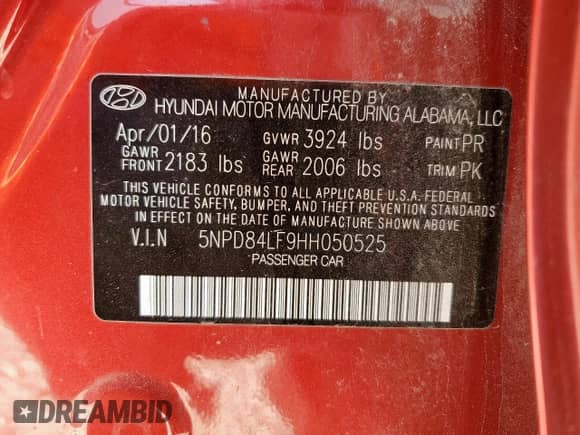 MANUFACTURED BY
HYUNDAI MOTOR MANUFACTURING ALABAMA, LLC
Apr/01/16 GVWR 3924 lbs PAINT PR
GAWR FRONT 2183 lbs GAWR REAR 2006 lbs TRIM PK
THIS VEHICLE CONFORMS TO ALL APPLICABLE U.S.A. FEDERAL
MOTOR VEHICLE SAFETY, BUMPER, AND THEFT PREVENTION STANDARDS
IN EFFECT ON THE DATE OF MANUFACTURE SHOWN ABOVE
V.I.N 5NPD84LF9HH050525
PASSENGER CAR
DREAMBID